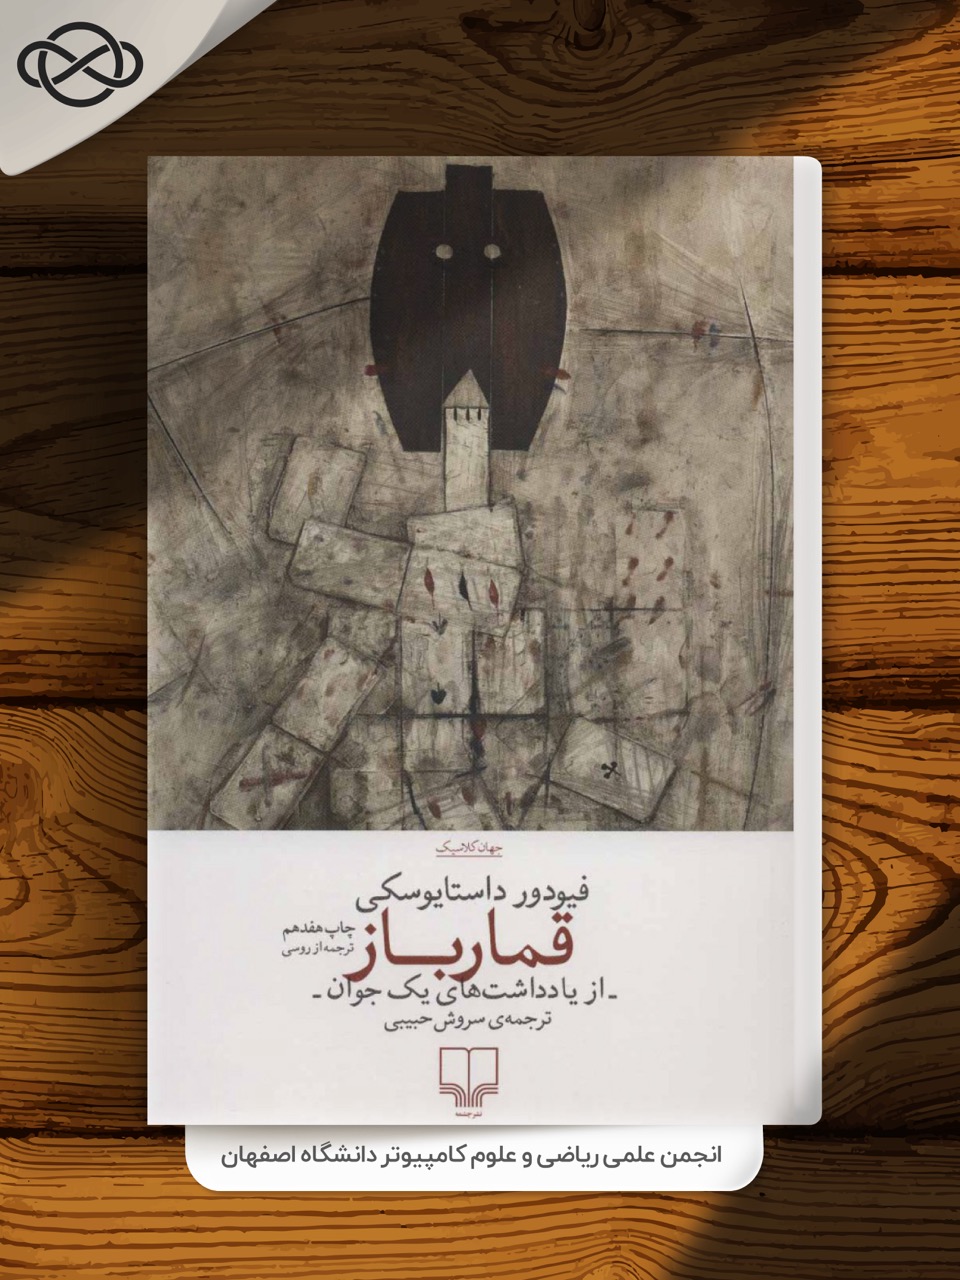 جهان کلاسیک
فیودور داستایوسکی
قمارباز
چاپ هفدهم
ترجمه از روسی
ـ از یادداشت‌های یک جوان ـ
ترجمه‌ی سروش حبیبی
نشر چشمه
انجمن علمی ریاضی و علوم کامپیوتر دانشگاه اصفهان